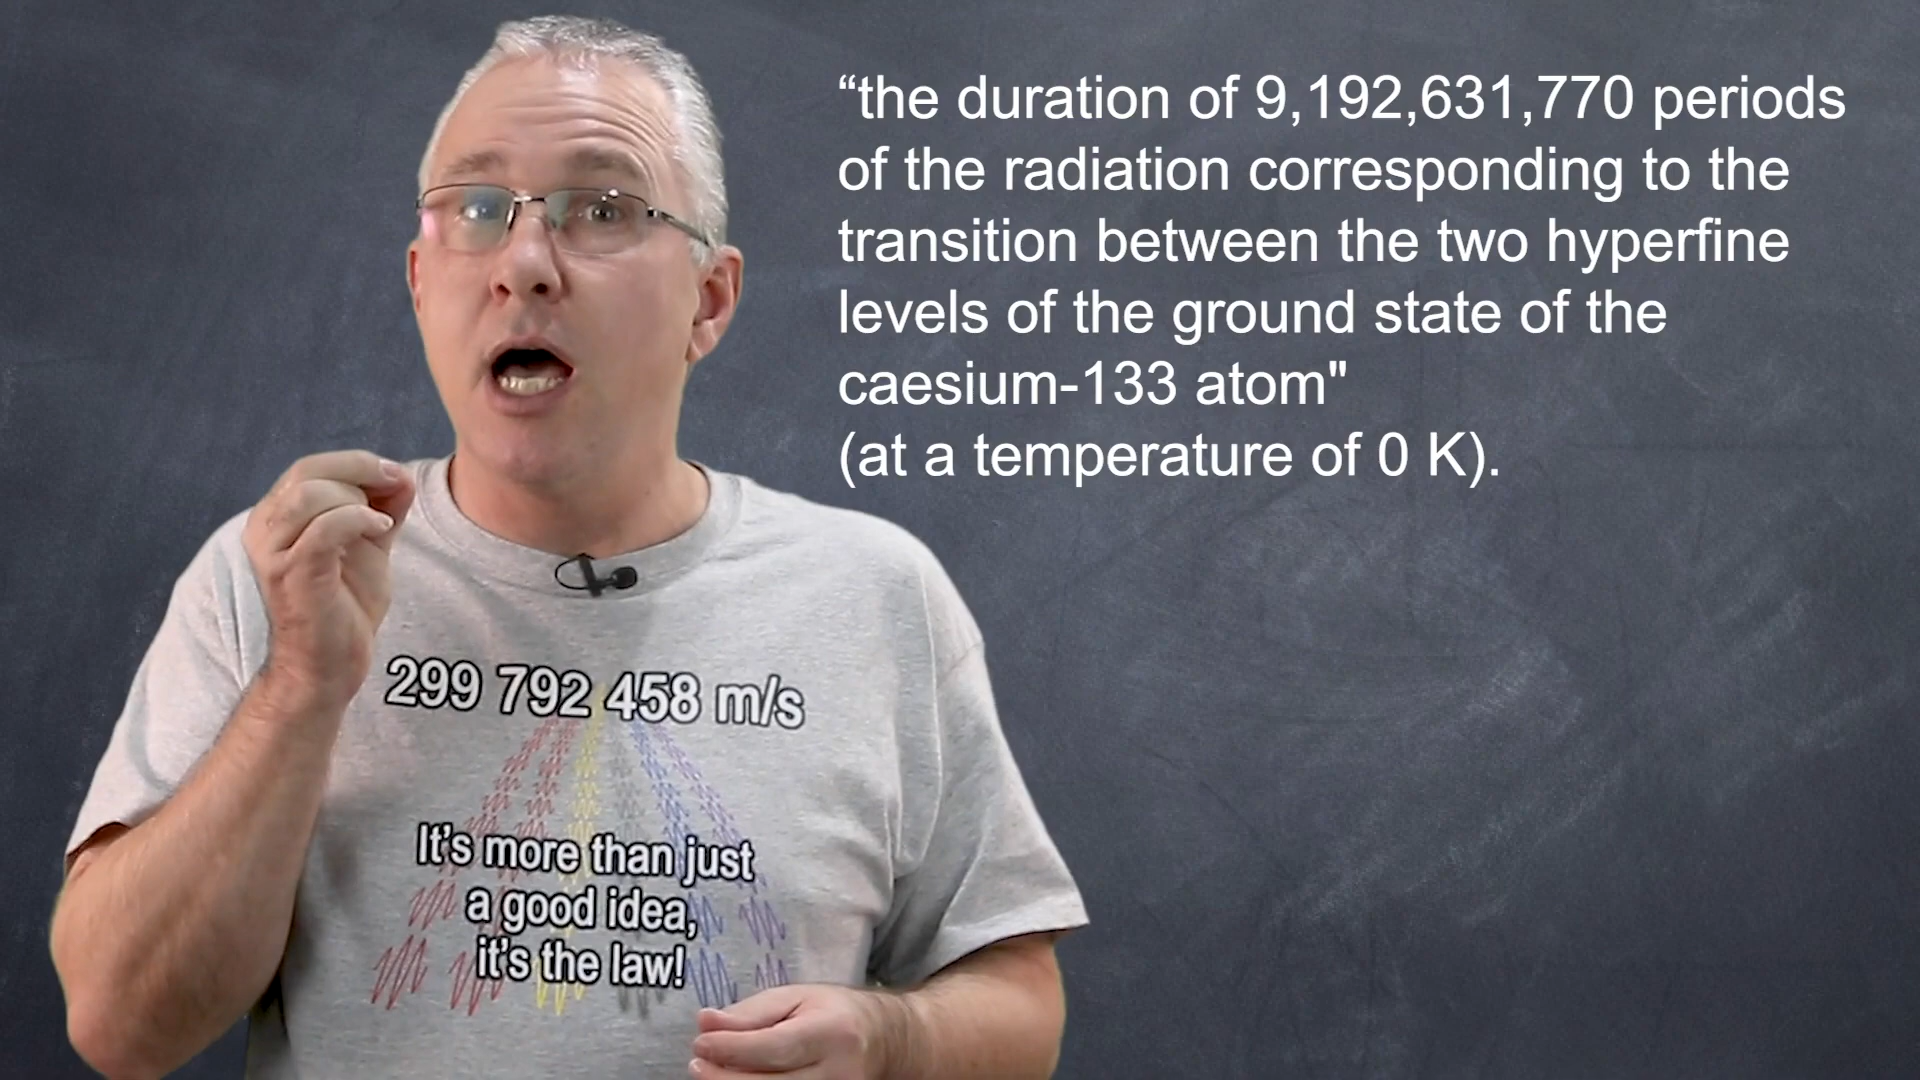 “the duration of 9,192,631,770 periods
of the radiation corresponding to the
transition between the two hyperfine
levels of the ground state of the
caesium-133 atom"
(at a temperature of 0 K).
299 792 458 m/s
It's more than just
a good idea,
it's the law!